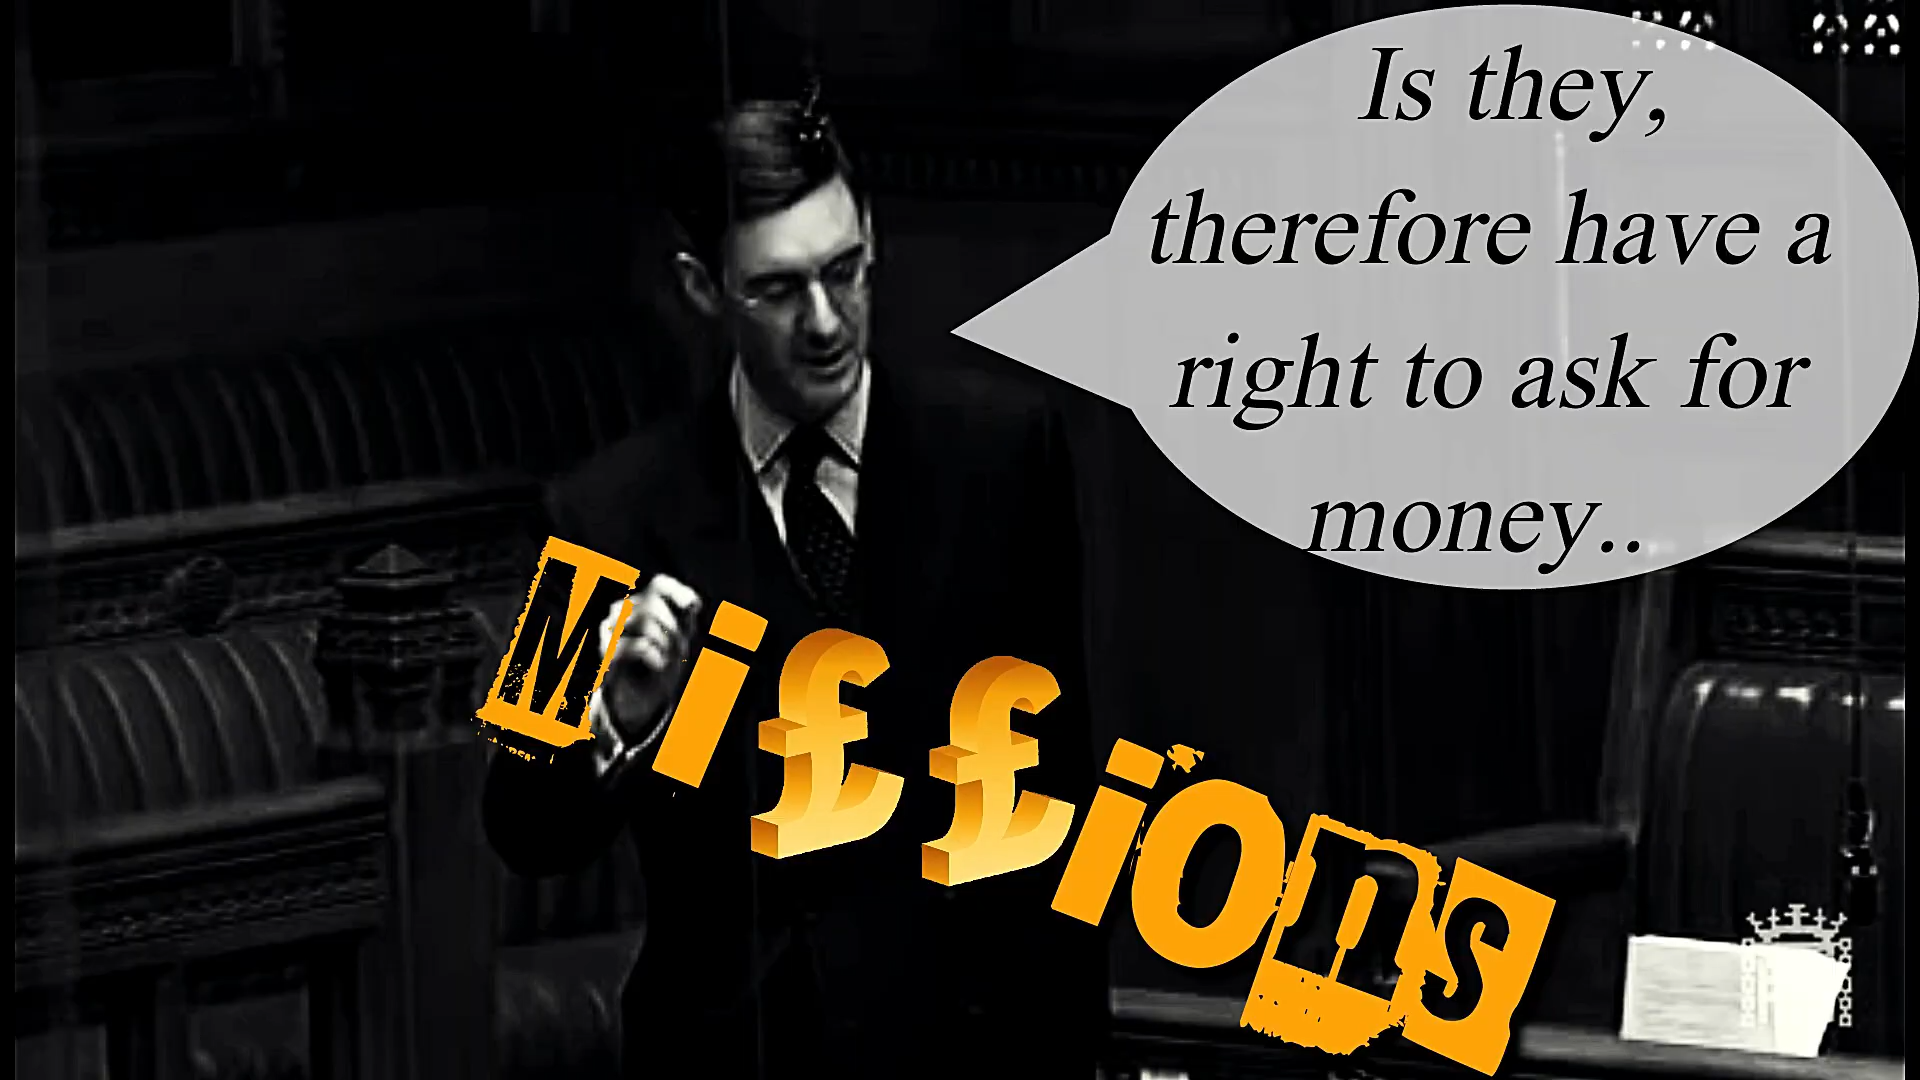 Is they,
therefore have a
right to ask for
money..
Mi££ions